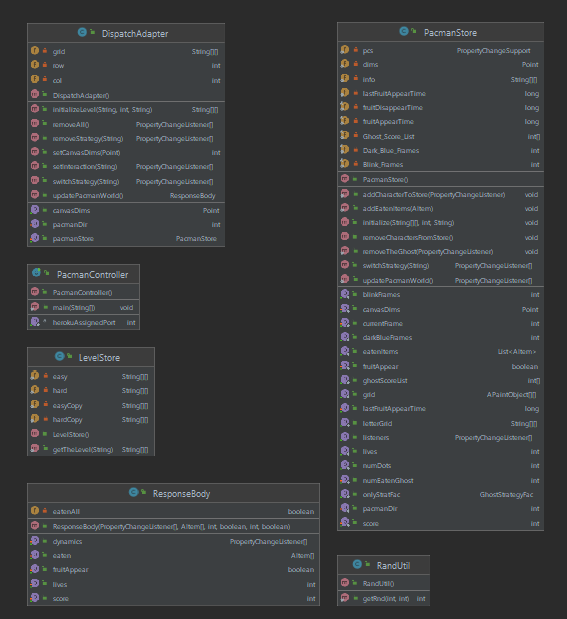 DispatchAdapter
grid String[][]
row int
col int
DispatchAdapter()
initializeLevel(String, int, String) String[][]
removeAll() PropertyChangeListener[]
removeStrategy(String) PropertyChangeListener[]
setCanvasDims(Point) int
setInteraction(String) PropertyChangeListener[]
switchStrategy(String) PropertyChangeListener[]
updatePacmanWorld() ResponseBody
canvasDims Point
pacmanDir int
pacmanStore PacmanStore
PacmanController
PacmanController()
main(String[]) void
herokuAssignedPort int
LevelStore
easy String[][]
hard String[][]
easyCopy String[][]
hardCopy String[][]
LevelStore()
getTheLevel(String) String[][]
ResponseBody
eatenAll boolean
ResponseBody(PropertyChangeListener[], AItem[], int, boolean, int, boolean)
dynamics PropertyChangeListener[]
eaten AItem[]
fruitAppear boolean
lives int
score int
PacmanStore
pcs PropertyChangeSupport
dims Point
info String[][]
lastFruitAppearTime long
fruitDisappearTime long
fruitAppearTime long
Ghost_Score_List int[]
Dark_Blue_Frames int
Blink_Frames int
PacmanStore()
addCharacterToStore(PropertyChangeListener) void
addEatenItems(AItem) void
initialize(String[][], int, String) void
removeCharactersFromStore() void
removeTheGhost(PropertyChangeListener) void
switchStrategy(String) PropertyChangeListener[]
updatePacmanWorld() PropertyChangeListener[]
blinkFrames int
canvasDims Point
currentFrame int
darkBlueFrames int
eatenItems List<AItem>
fruitAppear boolean
ghostScoreList int[]
grid APaintObject[][]
lastFruitAppearTime long
letterGrid String[][]
listeners PropertyChangeListener[]
lives int
numDots int
numEatenGhost int
onlyStratFac GhostStrategyFac
pacmanDir int
score int
RandUtil
RandUtil()
getRnd(int, int) int